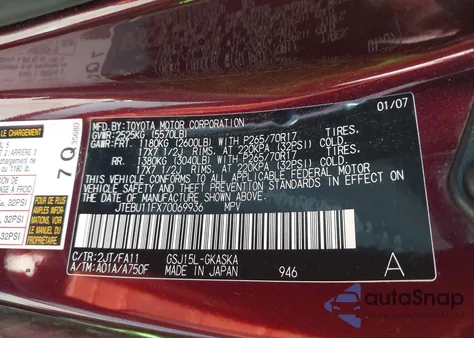 LE CHARGEMENT
7 Q
35680
MFD. BY: TOYOTA MOTOR CORPORATION 01/07
GVWR: 2525KG (5570LB)
GAWR: FRT. 1180KG (2600LB) WITH P265/70R17 TIRES,
17X7 1/2J RIMS, AT 220KPA (32PSI) COLD.
RR. 1380KG (3040LB) WITH P265/70R17 TIRES,
17X7 1/2J RIMS, AT 220KPA (32PSI) COLD.
THIS VEHICLE CONFORMS TO ALL APPLICABLE FEDERAL MOTOR
VEHICLE SAFETY AND THEFT PREVENTION STANDARDS IN EFFECT ON
THE DATE OF MANUFACTURE SHOWN ABOVE.
JTEBU11FX70069936 MPV
C/TR: 2JT/FA11 GSJ15L-GKASKA
A/TM: A01A/A750F MADE IN JAPAN 946 A
autoSnap